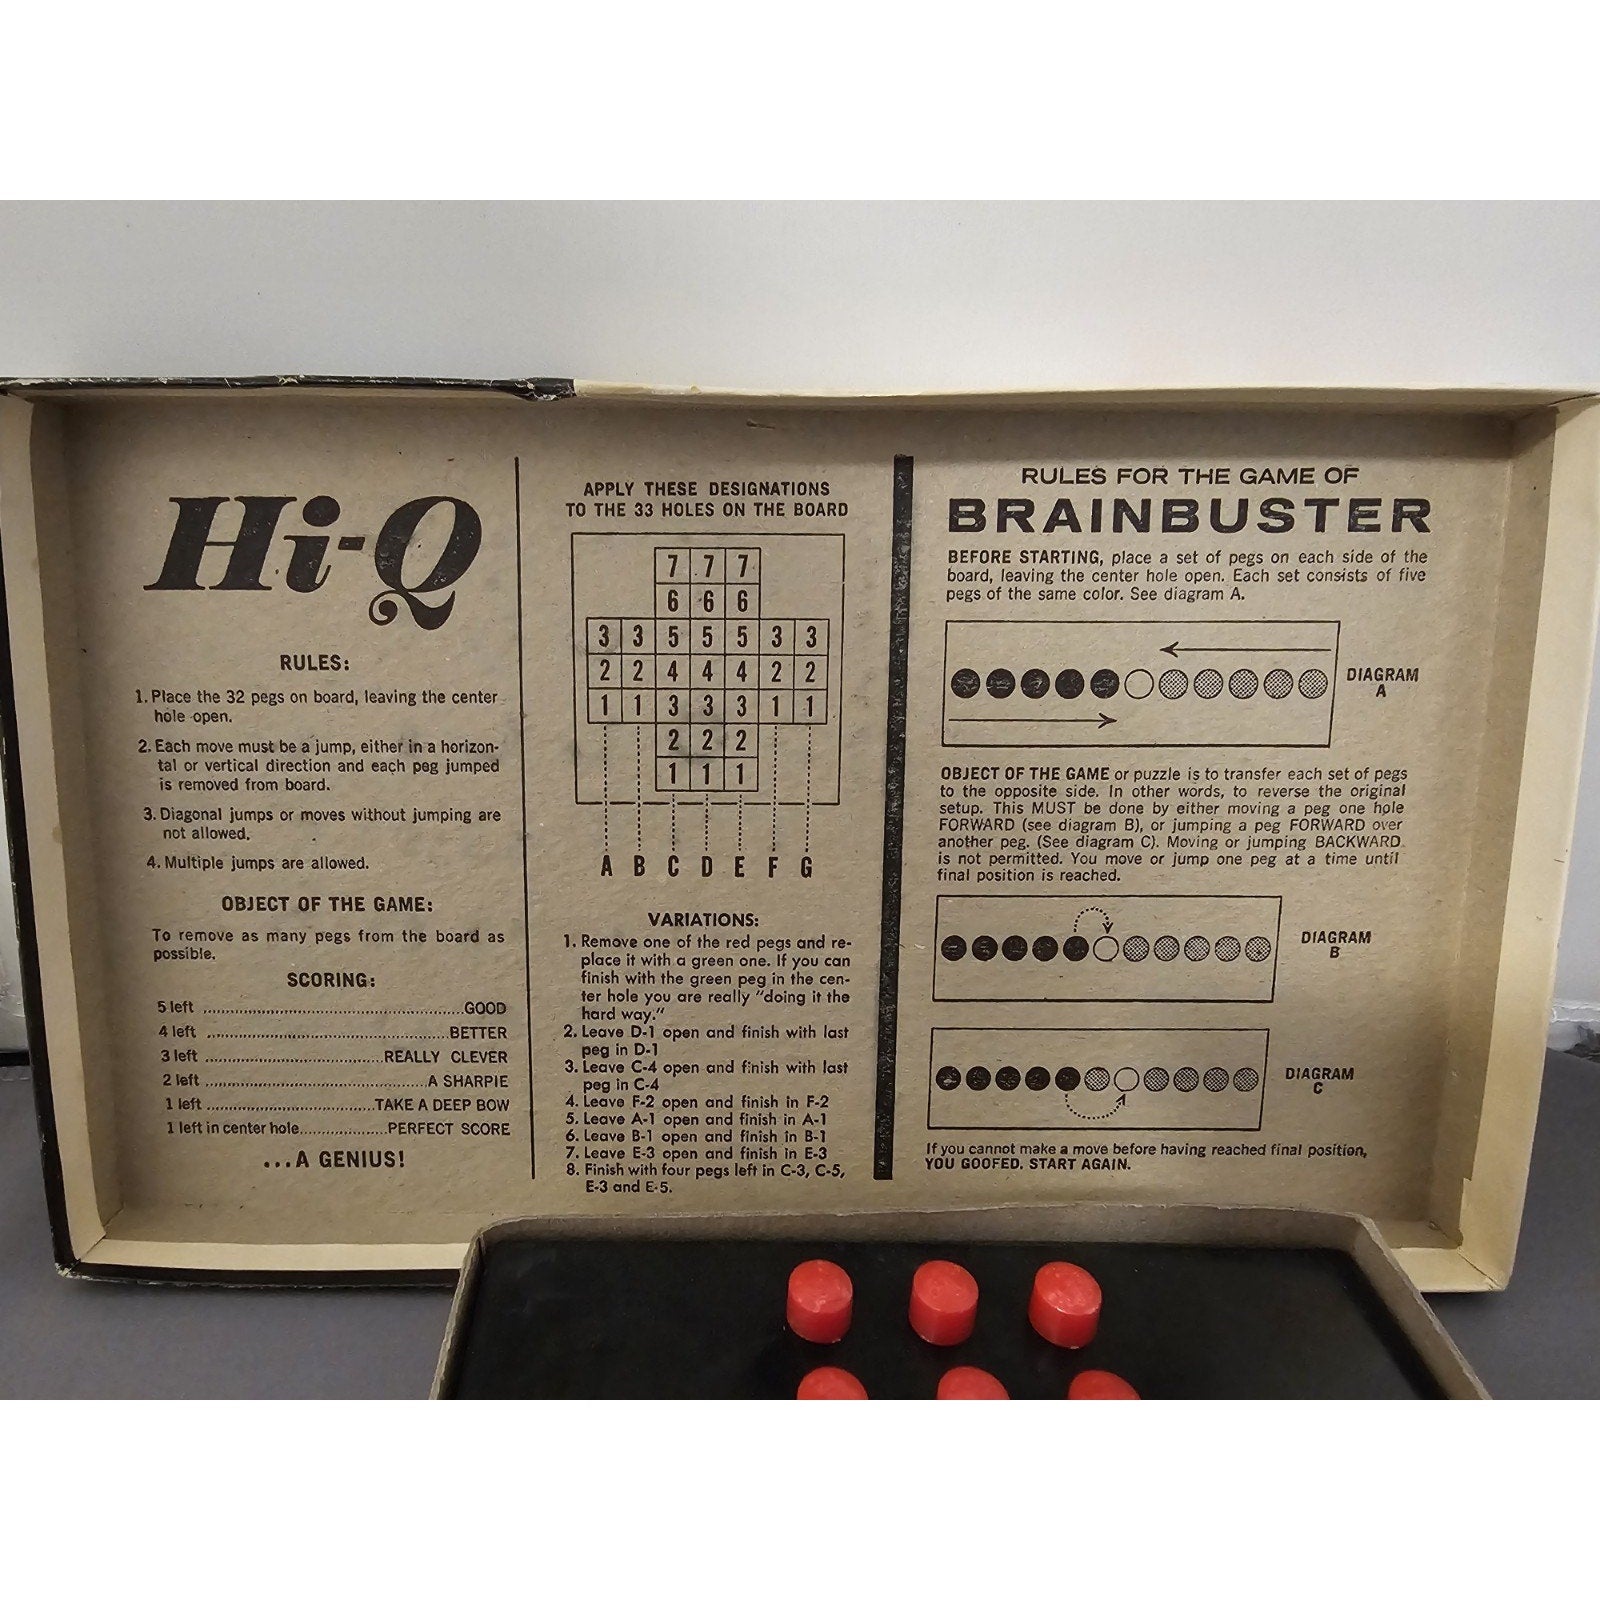 Hi-Q
RULES:
1. Place the 32 pegs on board, leaving the center
hole open.
2. Each move must be a jump, either in a horizon-
tal or vertical direction and each peg jumped
is removed from board.
3. Diagonal jumps or moves without jumping are
not allowed.
4. Multiple jumps are allowed.
OBJECT OF THE GAME:
To remove as many pegs from the board as
possible.
SCORING:
5 left ........................................GOOD
4 left ........................................BETTER
3 left ..............................REALLY CLEVER
2 left .....................................A SHARPIE
1 left ............................TAKE A DEEP BOW
1 left in center hole...............PERFECT SCORE
...A GENIUS!
APPLY THESE DESIGNATIONS
TO THE 33 HOLES ON THE BOARD
7 7 7
6 6 6
3 3 5 5 5 3 3
2 2 4 4 4 2 2
1 1 3 3 3 1 1
2 2 2
1 1 1
A B C D E F G
VARIATIONS:
1. Remove one of the red pegs and re-
place it with a green one. If you can
finish with the green peg in the cen-
ter hole you are really "doing it the
hard way."
2. Leave D-1 open and finish with last
peg in D-1
3. Leave C-4 open and finish with last
peg in C-4
4. Leave F-2 open and finish in F-2
5. Leave A-1 open and finish in A-1
6. Leave B-1 open and finish in B-1
7. Leave E-3 open and finish in E-3
8. Finish with four pegs left in C-3, C-5,
E-3 and E-5.
RULES FOR THE GAME OF
BRAINBUSTER
BEFORE STARTING, place a set of pegs on each side of the
board, leaving the center hole open. Each set consists of five
pegs of the same color. See diagram A.
DIAGRAM
A
OBJECT OF THE GAME or puzzle is to transfer each set of pegs
to the opposite side. In other words, to reverse the original
setup. This MUST be done by either moving a peg one hole
FORWARD (see diagram B), or jumping a peg FORWARD over
another peg. (See diagram C). Moving or jumping BACKWARD
is not permitted. You move or jump one peg at a time until
final position is reached.
DIAGRAM
B
DIAGRAM
C
If you cannot make a move before having reached final position,
YOU GOOFED. START AGAIN.